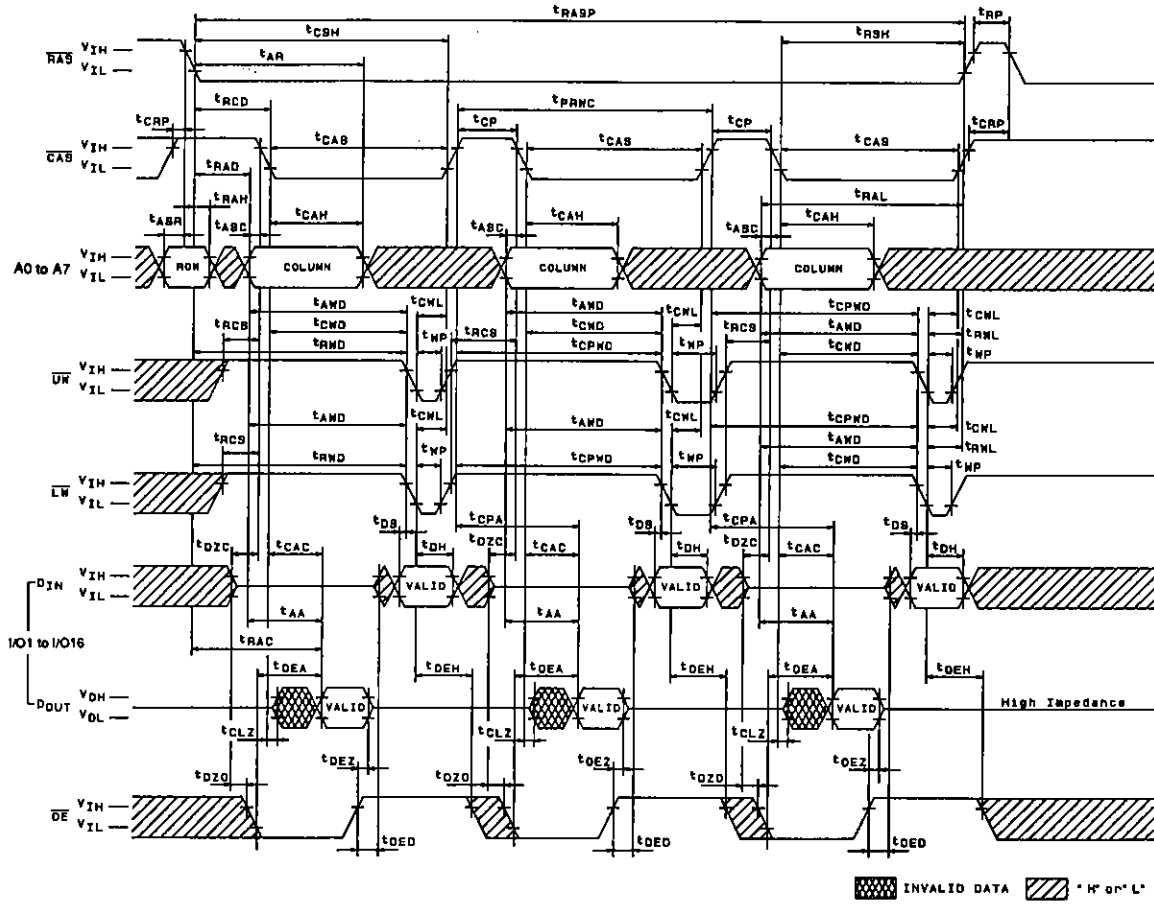 tRASP
tRP
tCSH
tRSH
RAS
VIH
VIL
tAR
tRCD
tPRWC
tCRP
tCP
tCP
tCRP
CAS
VIH
VIL
tCAS
tCAS
tCAS
tRAD
tRAL
tRAH
tASR
tASC
tCAH
tASC
tCAH
tASC
tCAH
A0 to A7
VIH
VIL
ROW
COLUMN
COLUMN
COLUMN
tAWD
tCWL
tAWD
tCWL
tCPWD
tCWL
tRCS
tCWD
tRCS
tCWD
tRCS
tAWD
tRWL
tRWD
tWP
tCPWD
tWP
tCWD
tWP
UW
VIH
VIL
tAWD
tCWL
tAWD
tCWL
tCPWD
tCWL
tRCS
tAWD
tRWL
tRWD
tWP
tCPWD
tWP
tCWD
tWP
LW
VIH
VIL
tCPA
tCPA
tDS
tDS
tDS
tDZC
tCAC
tDH
tDZC
tCAC
tDH
tDZC
tCAC
tDH
DIN
VIH
VIL
VALID
VALID
VALID
tAA
tAA
tAA
tRAC
I/O1 to I/O16
tOEA
tOEH
tOEA
tOEH
tOEA
tOEH
DOUT
VOH
VOL
VALID
VALID
VALID
High Impedance
tCLZ
tCLZ
tCLZ
tDZO
tOEZ
tDZO
tOEZ
tDZO
tOEZ
OE
VIH
VIL
tOED
tOED
tOED
INVALID DATA
"H" or "L"